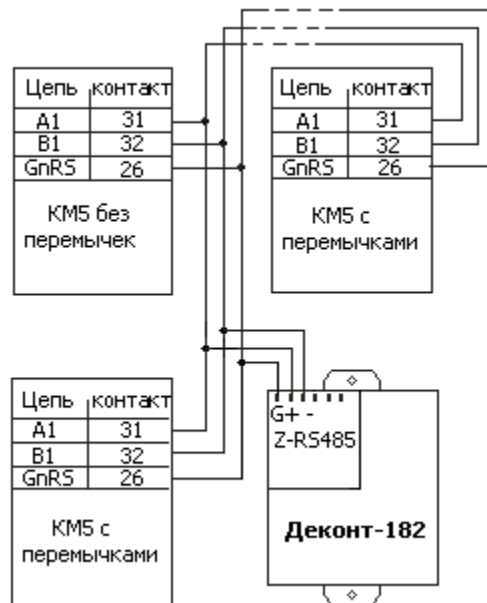 Цепь контакт
A1 31
B1 32
GnRS 26
КМ5 без
перемычек
Цепь контакт
A1 31
B1 32
GnRS 26
КМ5 с
перемычками
Цепь контакт
A1 31
B1 32
GnRS 26
КМ5 с
перемычками
G+ -
Z-RS485
Деконт-182